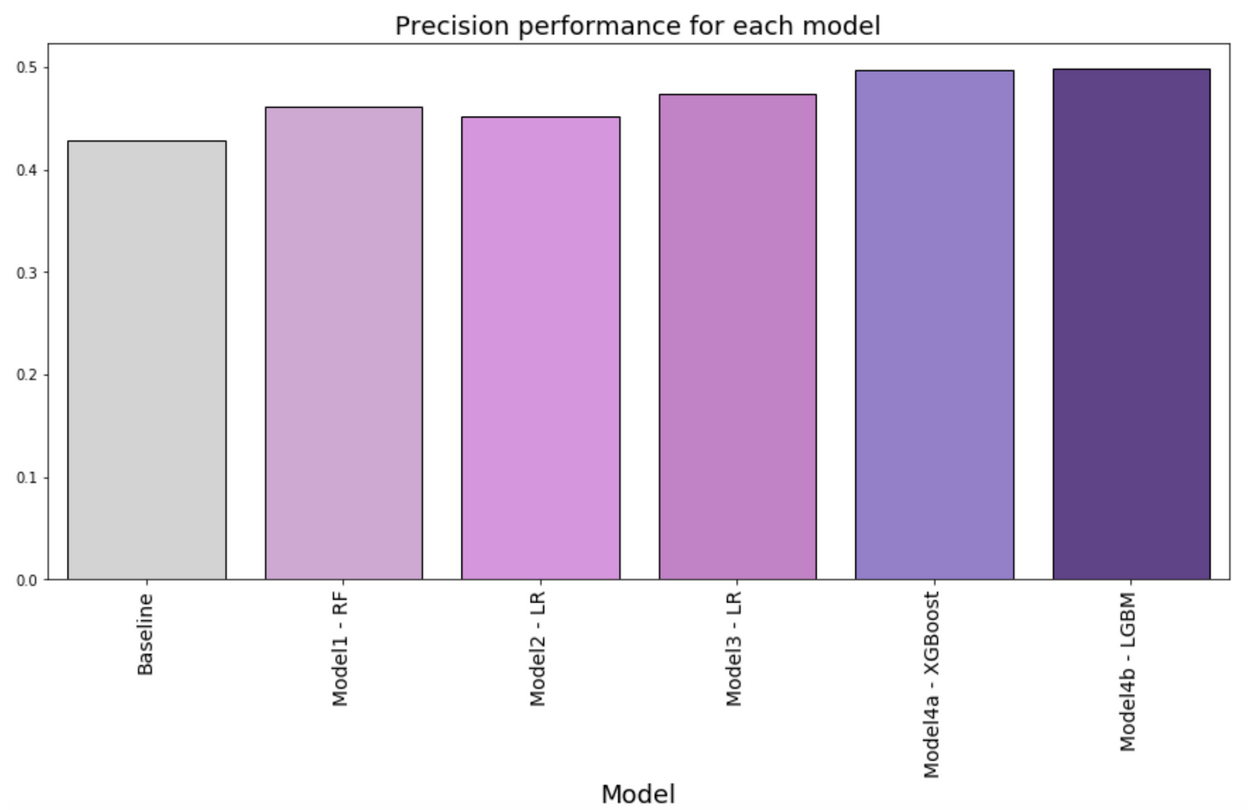 Precision performance for each model
0.5
0.4
0.3
0.2
0.1
0.0
Baseline
Model1 - RF
Model2 - LR
Model3 - LR
Model4a - XGBoost
Model4b - LGBM
Model